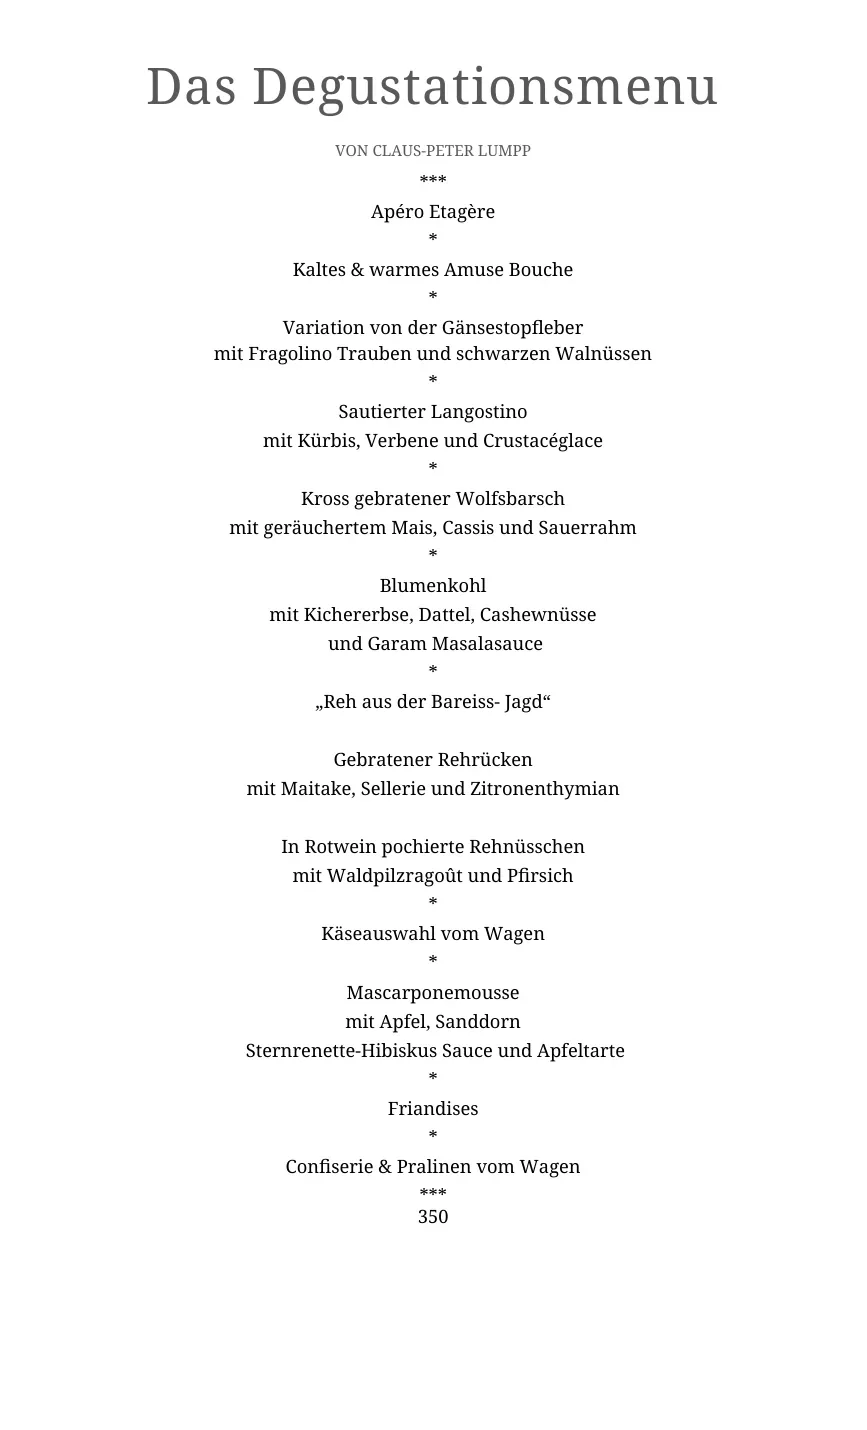 Das Degustationsmenu
VON CLAUS-PETER LUMPP
***
Apéro Etagère
*
Kaltes & warmes Amuse Bouche
*
Variation von der Gänsestopfleber
mit Fragolino Trauben und schwarzen Walnüssen
*
Sautierter Langostino
mit Kürbis, Verbene und Crustacéglace
*
Kross gebratener Wolfsbarsch
mit geräuchertem Mais, Cassis und Sauerrahm
*
Blumenkohl
mit Kichererbse, Dattel, Cashewnüsse
und Garam Masalasauce
*
„Reh aus der Bareiss- Jagd“
Gebratener Rehrücken
mit Maitake, Sellerie und Zitronenthymian
In Rotwein pochierte Rehnüsschen
mit Waldpilzragoût und Pfirsich
*
Käseauswahl vom Wagen
*
Mascarponemousse
mit Apfel, Sanddorn
Sternrenette-Hibiskus Sauce und Apfeltarte
*
Friandises
*
Confiserie & Pralinen vom Wagen
***
350